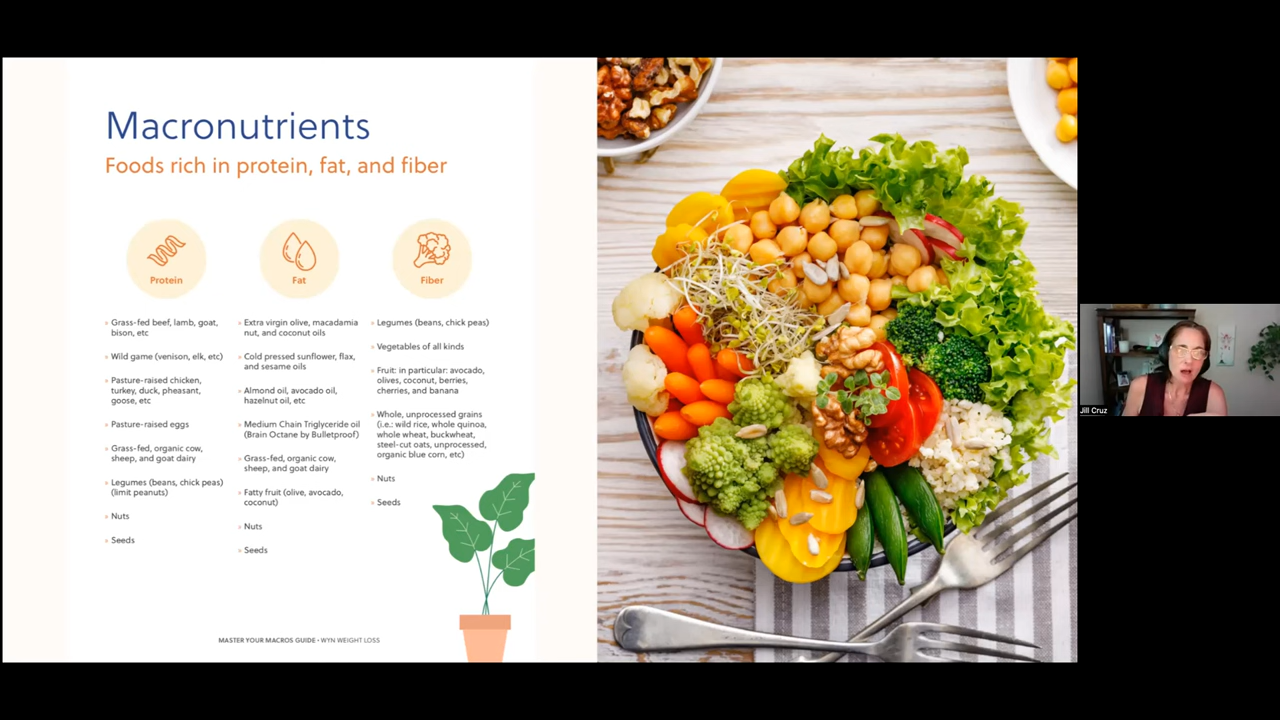 Macronutrients
Foods rich in protein, fat, and fiber
Protein
Fat
Fiber
» Grass-fed beef, lamb, goat,
bison, etc
» Wild game (venison, elk, etc)
» Pasture-raised chicken,
turkey, duck, pheasant,
goose, etc
» Pasture-raised eggs
» Grass-fed, organic cow,
sheep, and goat dairy
» Legumes (beans, chick peas)
(limit peanuts)
» Nuts
» Seeds
» Extra virgin olive, macadamia
nut, and coconut oils
» Cold pressed sunflower, flax,
and sesame oils
» Almond oil, avocado oil,
hazelnut oil, etc
» Medium Chain Triglyceride oil
(Brain Octane by Bulletproof)
» Grass-fed, organic cow,
sheep, and goat dairy
» Fatty fruit (olive, avocado,
coconut)
» Nuts
» Seeds
» Legumes (beans, chick peas)
» Vegetables of all kinds
» Fruit: in particular: avocado,
olives, coconut, berries,
cherries, and banana
» Whole, unprocessed grains
(i.e.: wild rice, whole quinoa,
whole wheat, buckwheat,
steel-cut oats, unprocessed,
organic blue corn, etc)
» Nuts
» Seeds
MASTER YOUR MACROS GUIDE • WYN WEIGHT LOSS
Jill Cruz